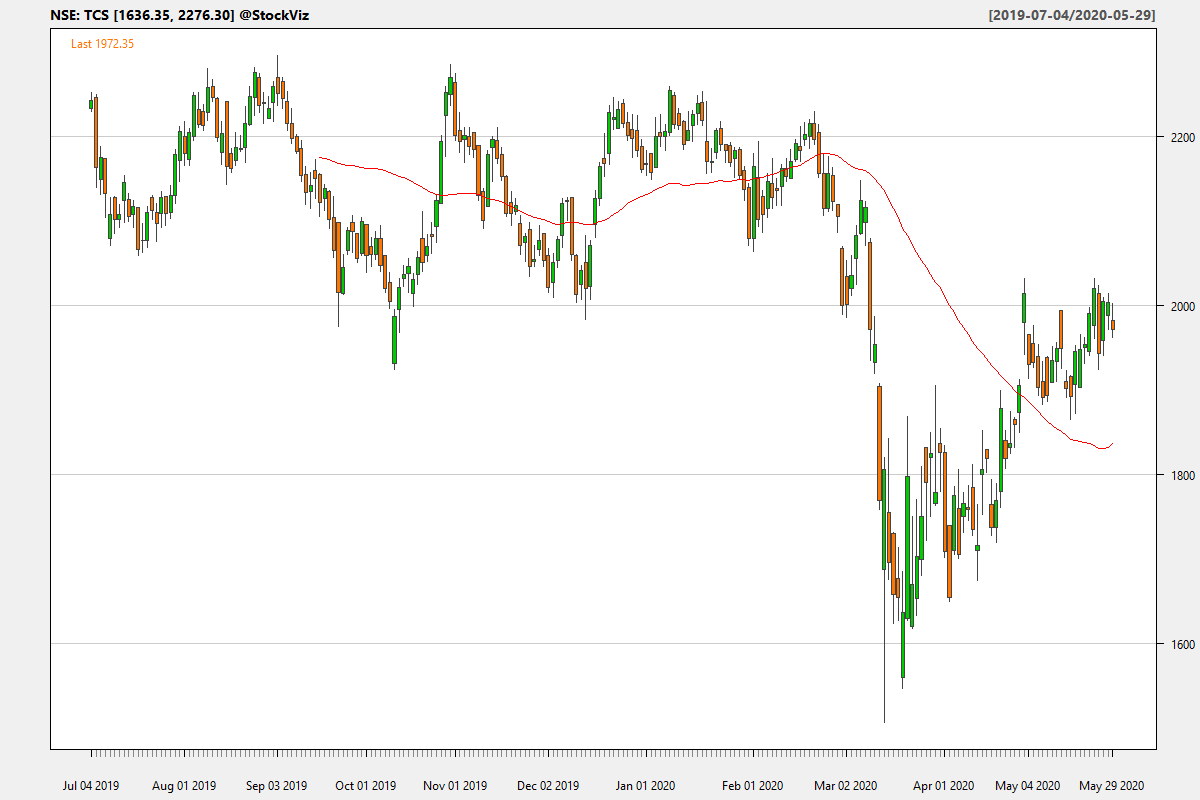 NSE: TCS [1636.35, 2276.30] @StockViz [2019-07-04/2020-05-29]
Last 1972.35
2200
2000
1800
1600
Jul 04 2019 Aug 01 2019 Sep 03 2019 Oct 01 2019 Nov 01 2019 Dec 02 2019 Jan 01 2020 Feb 01 2020 Mar 02 2020 Apr 01 2020 May 04 2020 May 29 2020